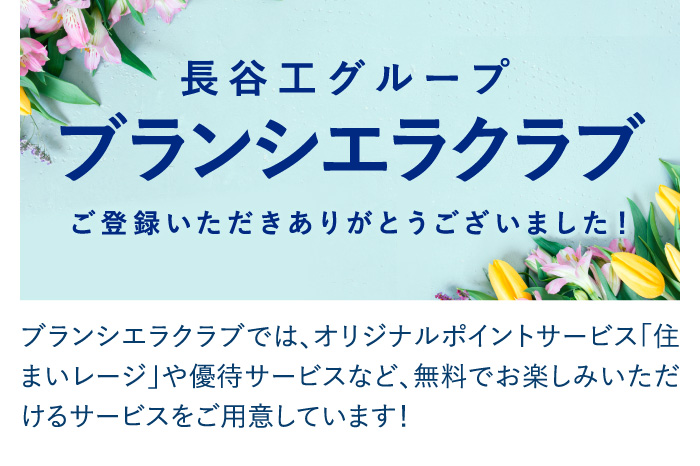 長谷工グループ
ブランシエラクラブ
ご登録いただきありがとうございました！
ブランシエラクラブでは、オリジナルポイントサービス「住
まいレージ」や優待サービスなど、無料でお楽しみいただ
けるサービスをご用意しています！